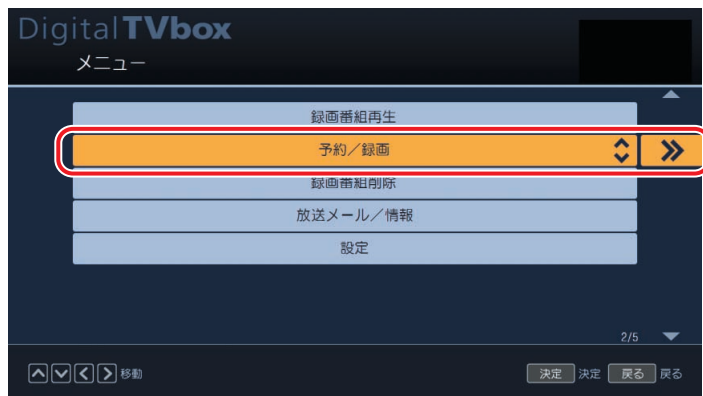 DigitalTVbox
メニュー
録画番組再生
予約／録画
録画番組削除
放送メール／情報
設定
2/5
移動
決定 決定 戻る 戻る